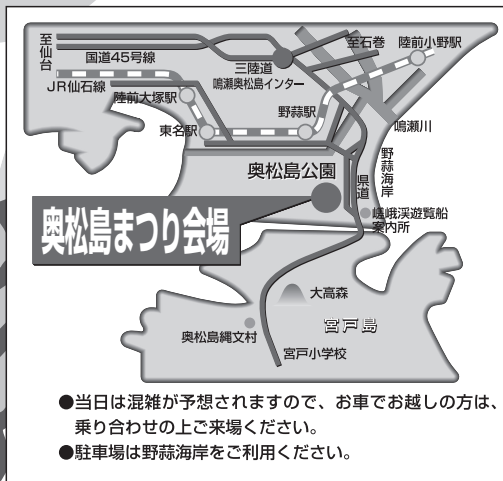 至仙台
国道45号線
JR仙石線
陸前大塚駅
東名駅
三陸道
鳴瀬奥松島インター
野蒜駅
至石巻
陸前小野駅
鳴瀬川
野蒜海岸
県道
奥松島公園
嵯峨渓遊覧船
案内所
奥松島まつり会場
大高森
宮戸島
奥松島縄文村
宮戸小学校
●当日は混雑が予想されますので、お車でお越しの方は、
乗り合わせの上ご来場ください。
●駐車場は野蒜海岸をご利用ください。